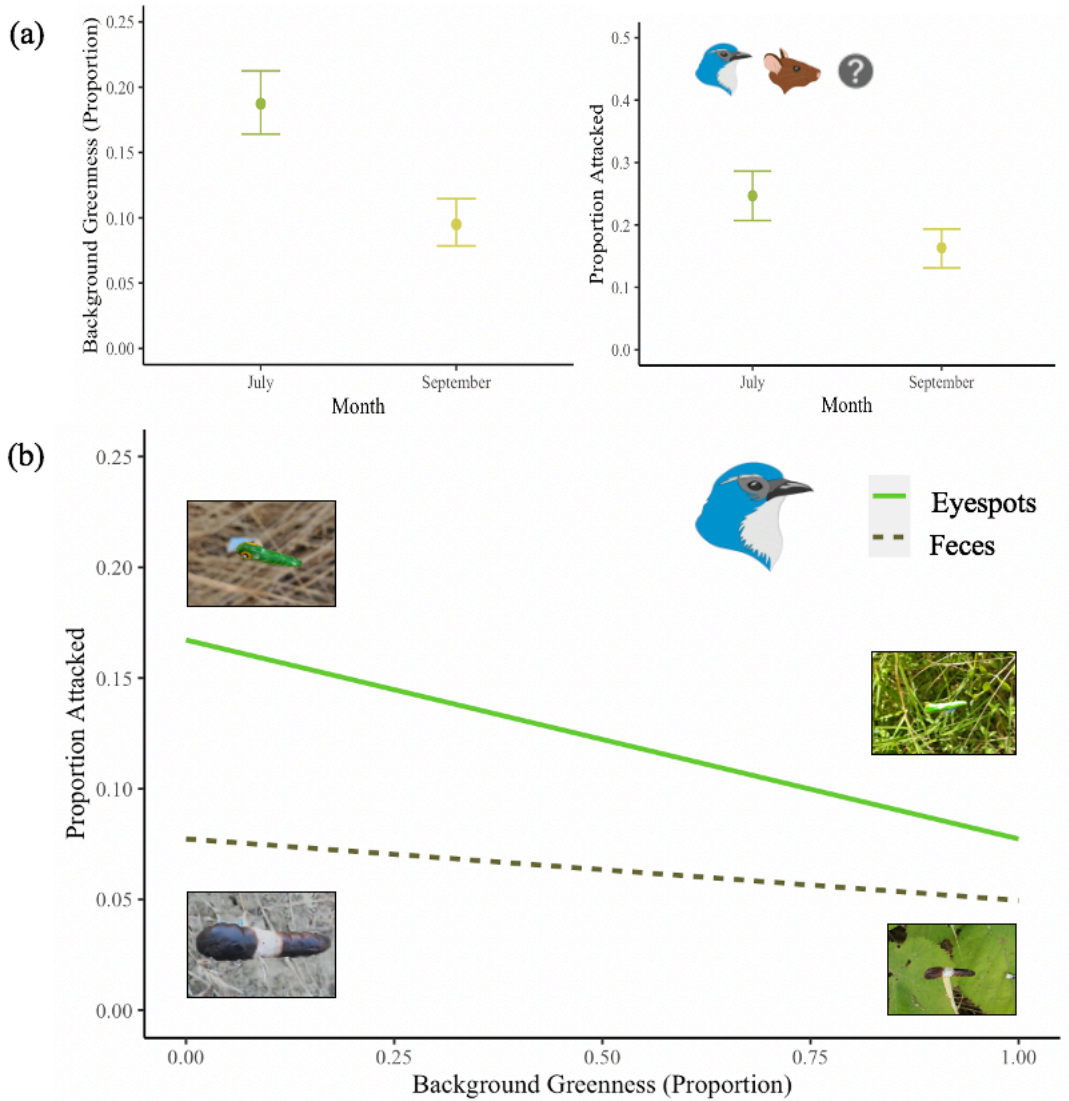 (a)
Background Greenness (Proportion)
0.25
0.20
0.15
0.10
0.05
0.00
July
September
Month
Proportion Attacked
0.5
0.4
0.3
0.2
0.1
0.0
?
July
September
Month
(b)
Proportion Attacked
0.25
0.20
0.15
0.10
0.05
0.00
Eyespots
Feces
0.00
0.25
0.50
0.75
1.00
Background Greenness (Proportion)